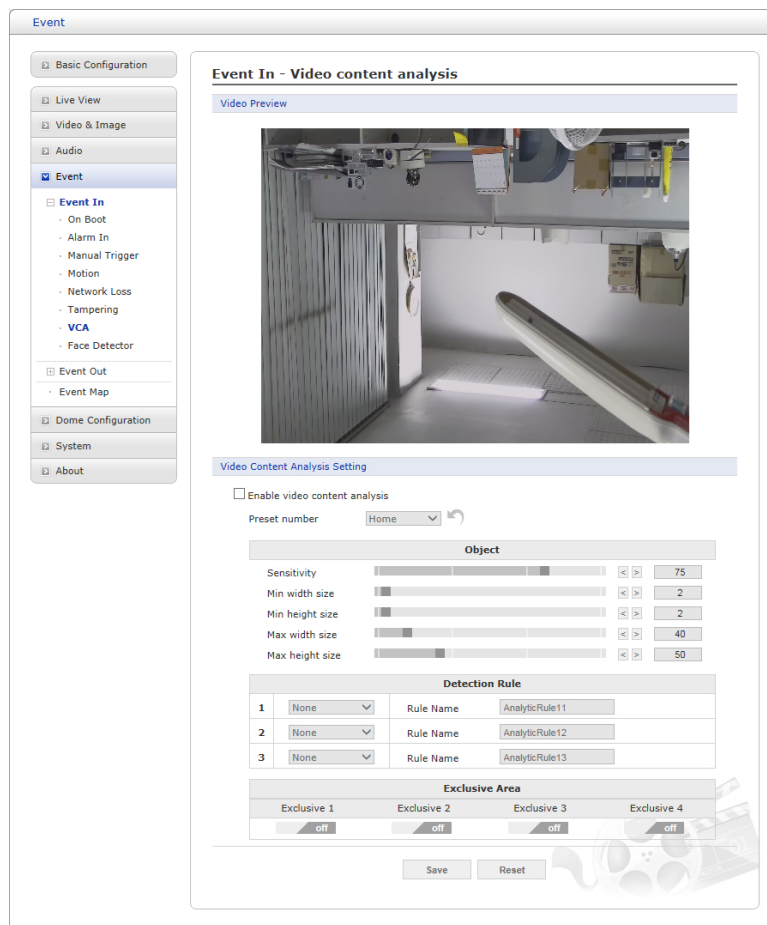 Event
Basic Configuration
Live View
Video & Image
Audio
Event
Event In
On Boot
Alarm In
Manual Trigger
Motion
Network Loss
Tampering
VCA
Face Detector
Event Out
Event Map
Dome Configuration
System
About
Event In - Video content analysis
Video Preview
Video Content Analysis Setting
Enable video content analysis
Preset number Home
Object
Sensitivity < > 75
Min width size < > 2
Min height size < > 2
Max width size < > 40
Max height size < > 50
Detection Rule
1 None Rule Name AnalyticRule11
2 None Rule Name AnalyticRule12
3 None Rule Name AnalyticRule13
Exclusive Area
Exclusive 1 Exclusive 2 Exclusive 3 Exclusive 4
off off off off
Save Reset